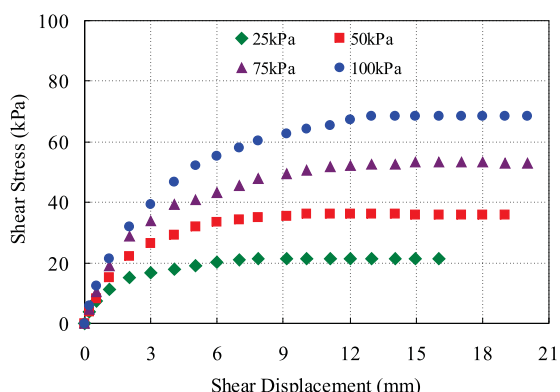 100
80
60
40
20
0
Shear Stress (kPa)
25kPa 50kPa
75kPa 100kPa
0 3 6 9 12 15 18 21
Shear Displacement (mm)